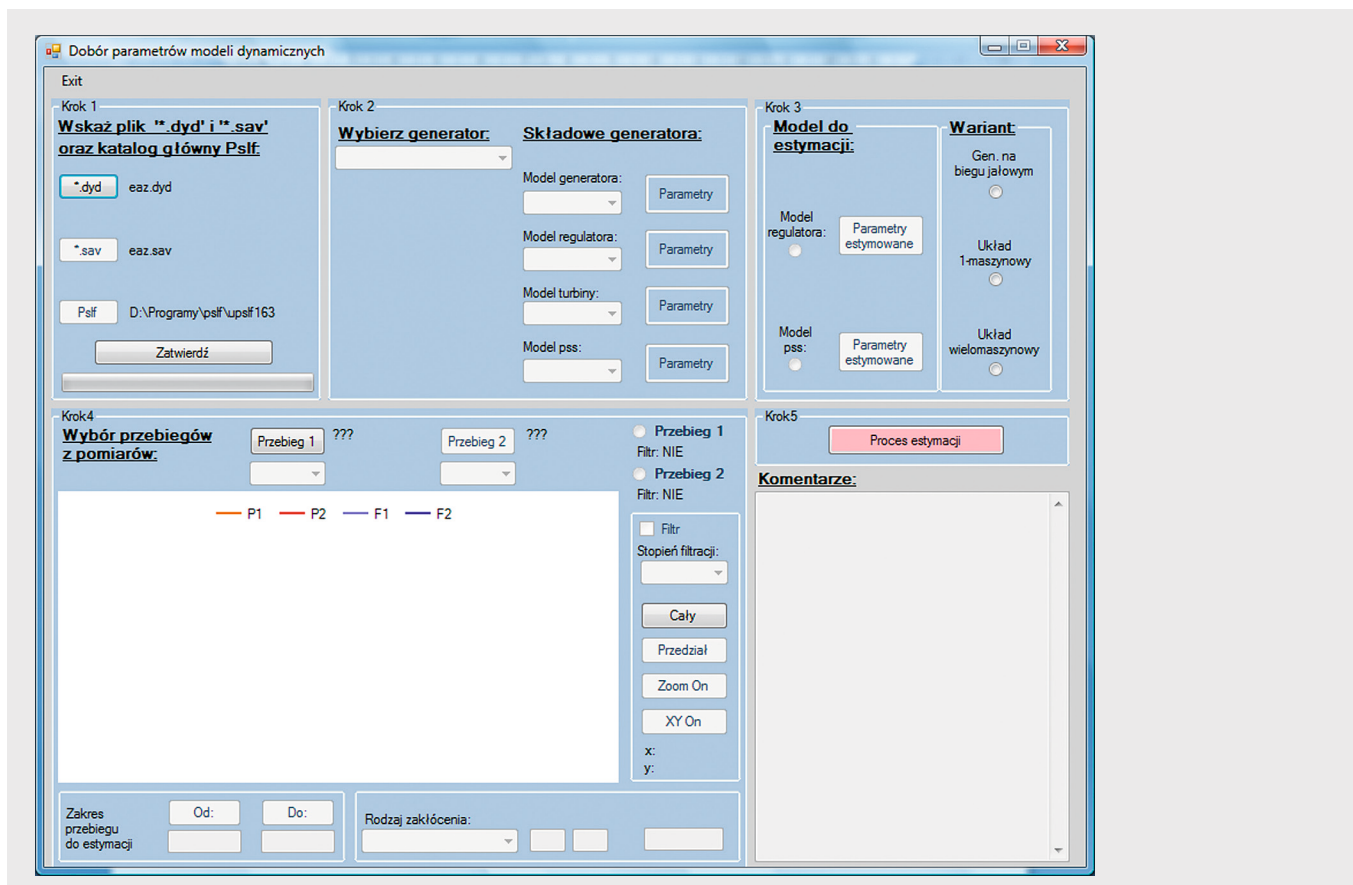 Dobór parametrów modeli dynamicznych
Exit
Krok 1
Wskaż plik '*.dyd' i '*.sav'
oraz katalog główny Pslf:
*.dyd
eaz.dyd
*.sav
eaz.sav
Pslf
D:\Programy\pslf\upslf163
Zatwierdź
Krok 2
Wybierz generator:
Składowe generatora:
Model generatora:
Parametry
Model regulatora:
Parametry
Model turbiny:
Parametry
Model pss:
Parametry
Krok 3
Model do
estymacji:
Model
regulatora:
Parametry
estymowane
Model
pss:
Parametry
estymowane
Wariant:
Gen. na
biegu jałowym
Układ
1-maszynowy
Układ
wielomaszynowy
Krok4
Wybór przebiegów
z pomiarów:
Przebieg 1
???
Przebieg 2
???
Przebieg 1
Filtr: NIE
Przebieg 2
Filtr: NIE
P1 P2 F1 F2
Filtr
Stopień filtracji:
Cały
Przedział
Zoom On
XY On
x:
y:
Zakres
przebiegu
do estymacji
Od:
Do:
Rodzaj zakłócenia:
Krok5
Proces estymacji
Komentarze: